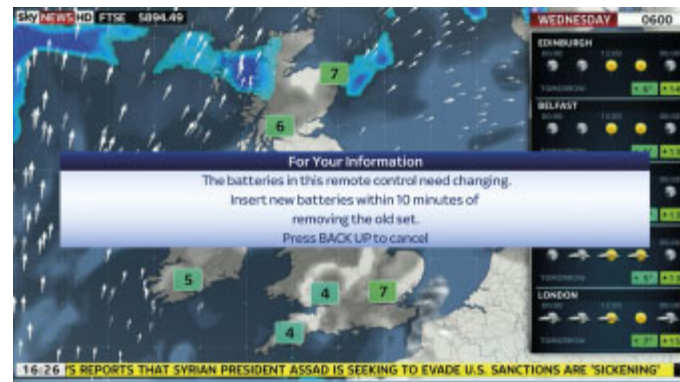 sky NEWS HD FTSE 5894.49
WEDNESDAY 0600
EDINBURGH
TOMORROW
BELFAST
7
6
For Your Information
The batteries in this remote control need changing.
Insert new batteries within 10 minutes of
removing the old set.
Press BACK UP to cancel
5
4
7
4
TOMORROW
LONDON
TOMORROW
16:26 'S REPORTS THAT SYRIAN PRESIDENT ASSAD IS SEEKING TO EVADE U.S. SANCTIONS ARE 'SICKENING'